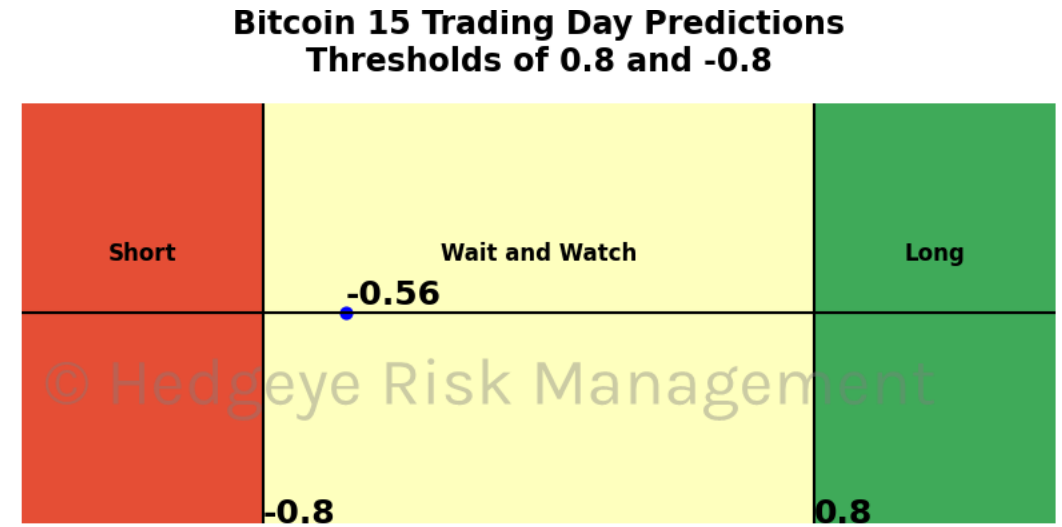 Bitcoin 15 Trading Day Predictions
Thresholds of 0.8 and -0.8
Short
Wait and Watch
Long
-0.56
© Hedgeye Risk Management
-0.8
0.8